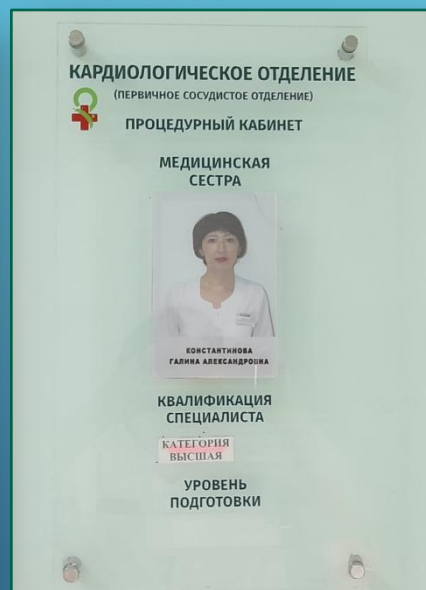 КАРДИОЛОГИЧЕСКОЕ ОТДЕЛЕНИЕ
(ПЕРВИЧНОЕ СОСУДИСТОЕ ОТДЕЛЕНИЕ)
ПРОЦЕДУРНЫЙ КАБИНЕТ
МЕДИЦИНСКАЯ
СЕСТРА
КОНСТАНТИНОВА
ГАЛИНА АЛЕКСАНДРОВНА
КВАЛИФИКАЦИЯ
СПЕЦИАЛИСТА
КАТЕГОРИЯ
ВЫСШАЯ
УРОВЕНЬ
ПОДГОТОВКИ